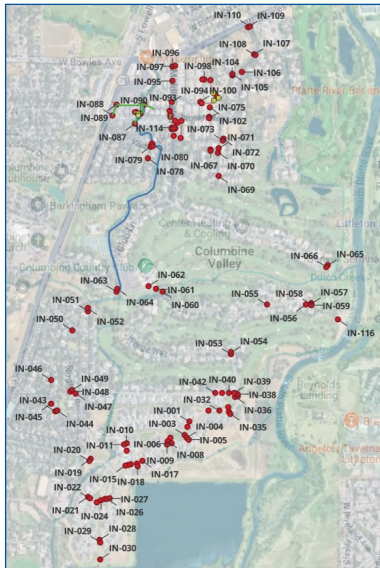 IN-110
IN-109
W Bowles Ave
IN-096
IN-108
IN-107
IN-097
IN-098
IN-104
IN-106
IN-095
IN-105
IN-094
IN-100
IN-093
IN-088
IN-090
IN-075
IN-089
IN-102
IN-114
IN-073
IN-087
IN-071
IN-080
IN-067
IN-072
IN-079
IN-070
IN-078
IN-069
Center Heating
& Cooling
Littleton
Columbine
Valley
Columbine Country Club
IN-066
IN-065
IN-063
IN-062
IN-061
IN-064
IN-060
IN-055
IN-058
IN-057
IN-051
IN-059
IN-052
IN-056
IN-050
IN-116
IN-053
IN-054
IN-046
Reynolds
Landing
IN-049
IN-042
IN-040
IN-039
IN-048
IN-038
IN-043
IN-047
IN-032
IN-036
IN-045
IN-044
IN-001
IN-035
IN-003
IN-004
IN-010
IN-005
IN-011
IN-006
IN-008
IN-020
IN-009
IN-019
IN-015
IN-017
IN-018
IN-022
IN-027
IN-021
IN-026
IN-024
IN-029
IN-028
IN-030